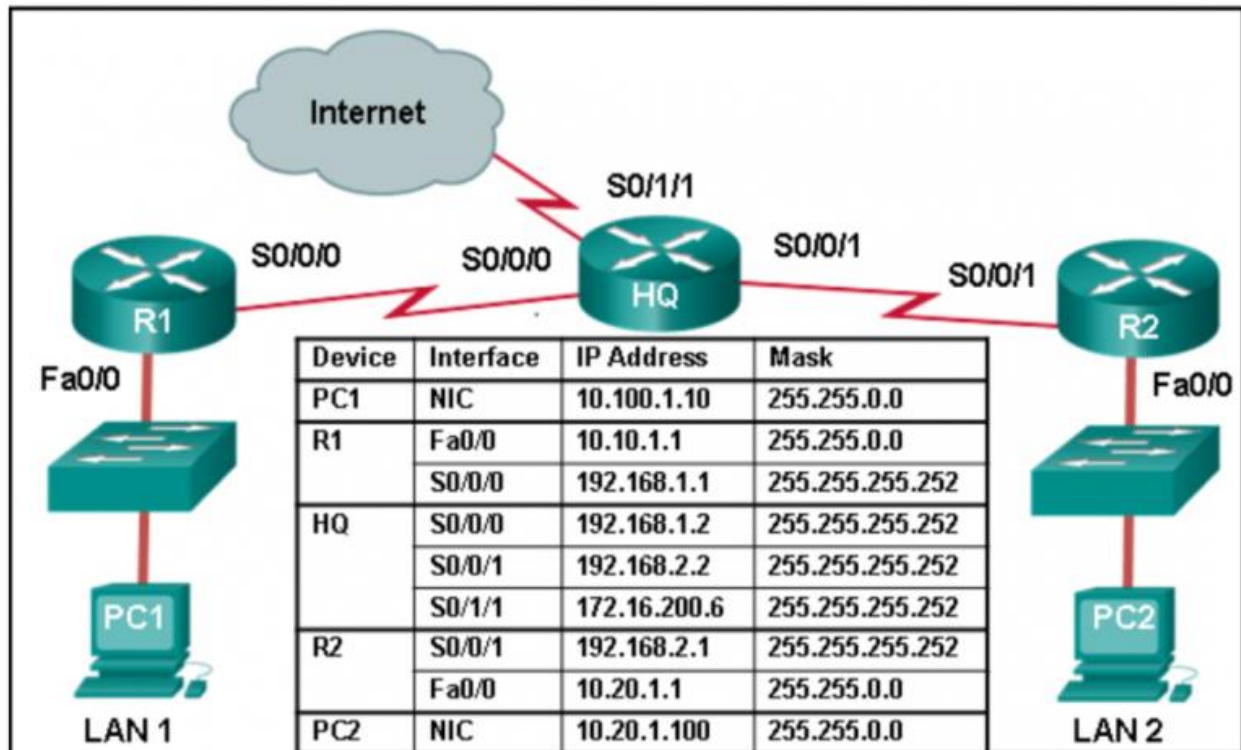 Internet
S0/1/1
S0/0/0 S0/0/0 S0/0/1 S0/0/1
R1 HQ R2
Fa0/0 Fa0/0
Device Interface IP Address Mask
PC1 NIC 10.100.1.10 255.255.0.0
R1 Fa0/0 10.10.1.1 255.255.0.0
S0/0/0 192.168.1.1 255.255.255.252
HQ S0/0/0 192.168.1.2 255.255.255.252
S0/0/1 192.168.2.2 255.255.255.252
S0/1/1 172.16.200.6 255.255.255.252
R2 S0/0/1 192.168.2.1 255.255.255.252
Fa0/0 10.20.1.1 255.255.0.0
PC2 NIC 10.20.1.100 255.255.0.0
PC1 PC2
LAN 1 LAN 2